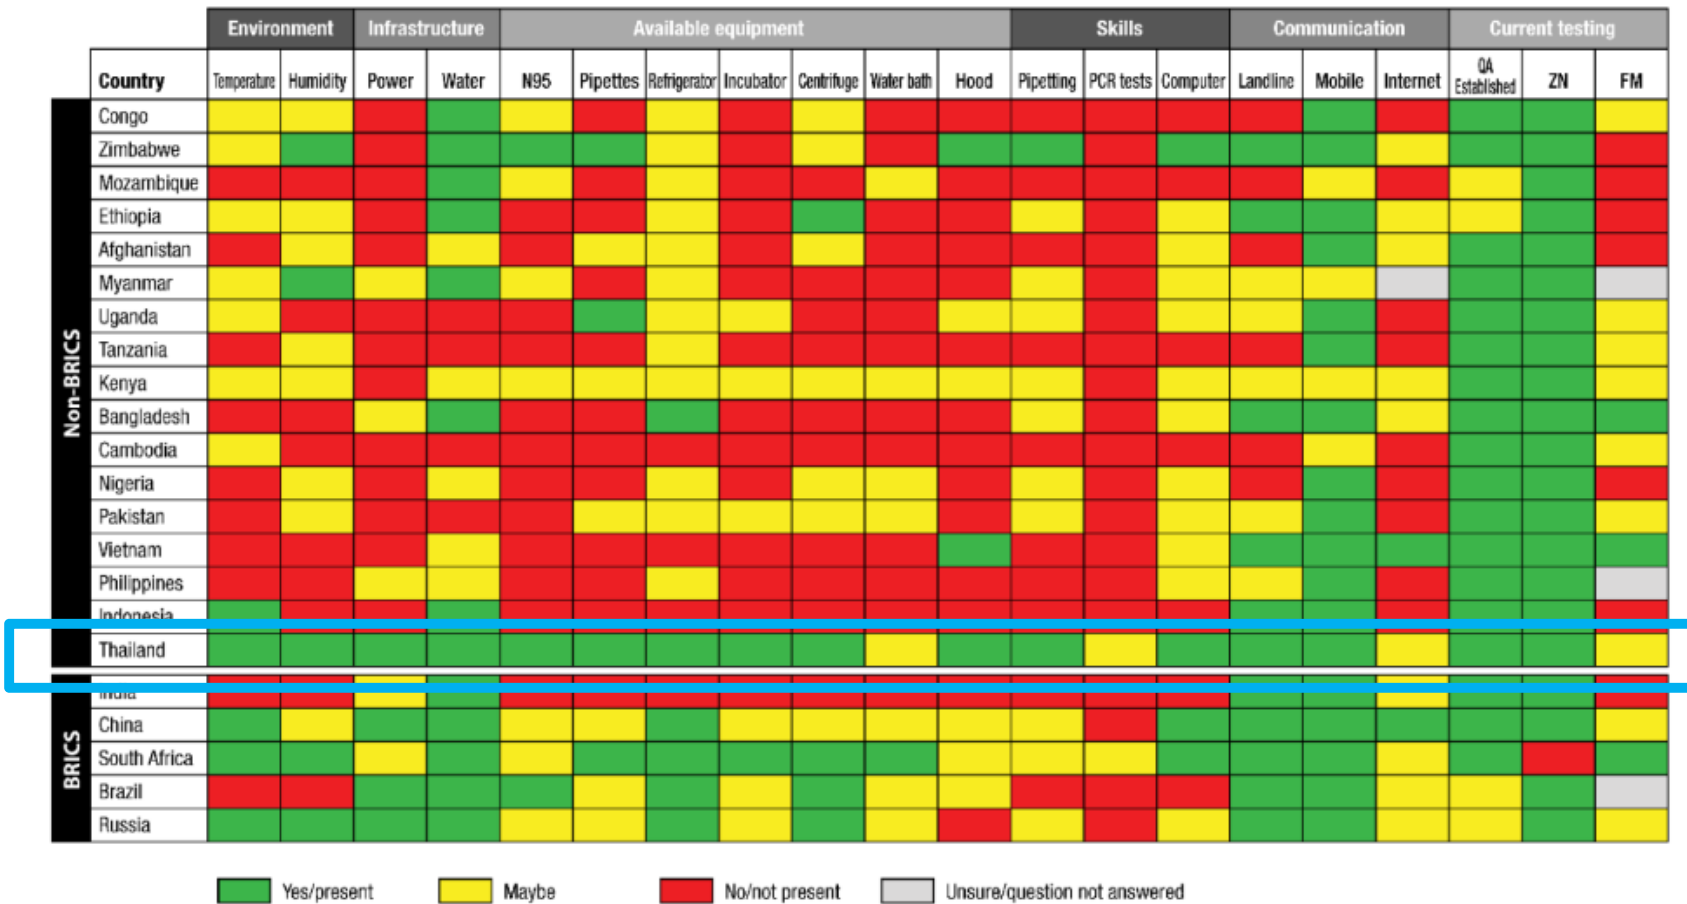 Environment Infrastructure Available equipment Skills Communication Current testing
Country Temperature Humidity Power Water N95 Pipettes Refrigerator Incubator Centrifuge Water bath Hood Pipetting PCR tests Computer Landline Mobile Internet QA Established ZN FM
Non-BRICS
Congo
Zimbabwe
Mozambique
Ethiopia
Afghanistan
Myanmar
Uganda
Tanzania
Kenya
Bangladesh
Cambodia
Nigeria
Pakistan
Vietnam
Philippines
Indonesia
Thailand
BRICS
India
China
South Africa
Brazil
Russia
Yes/present Maybe No/not present Unsure/question not answered